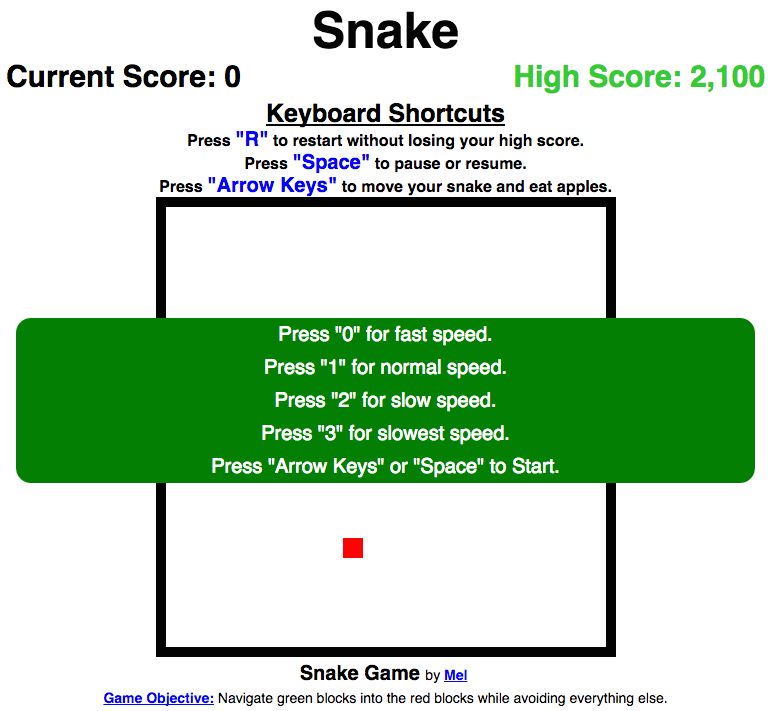 Snake
Current Score: 0
High Score: 2,100
Keyboard Shortcuts
Press "R" to restart without losing your high score.
Press "Space" to pause or resume.
Press "Arrow Keys" to move your snake and eat apples.
Press "0" for fast speed.
Press "1" for normal speed.
Press "2" for slow speed.
Press "3" for slowest speed.
Press "Arrow Keys" or "Space" to Start.
Snake Game by Mel
Game Objective: Navigate green blocks into the red blocks while avoiding everything else.